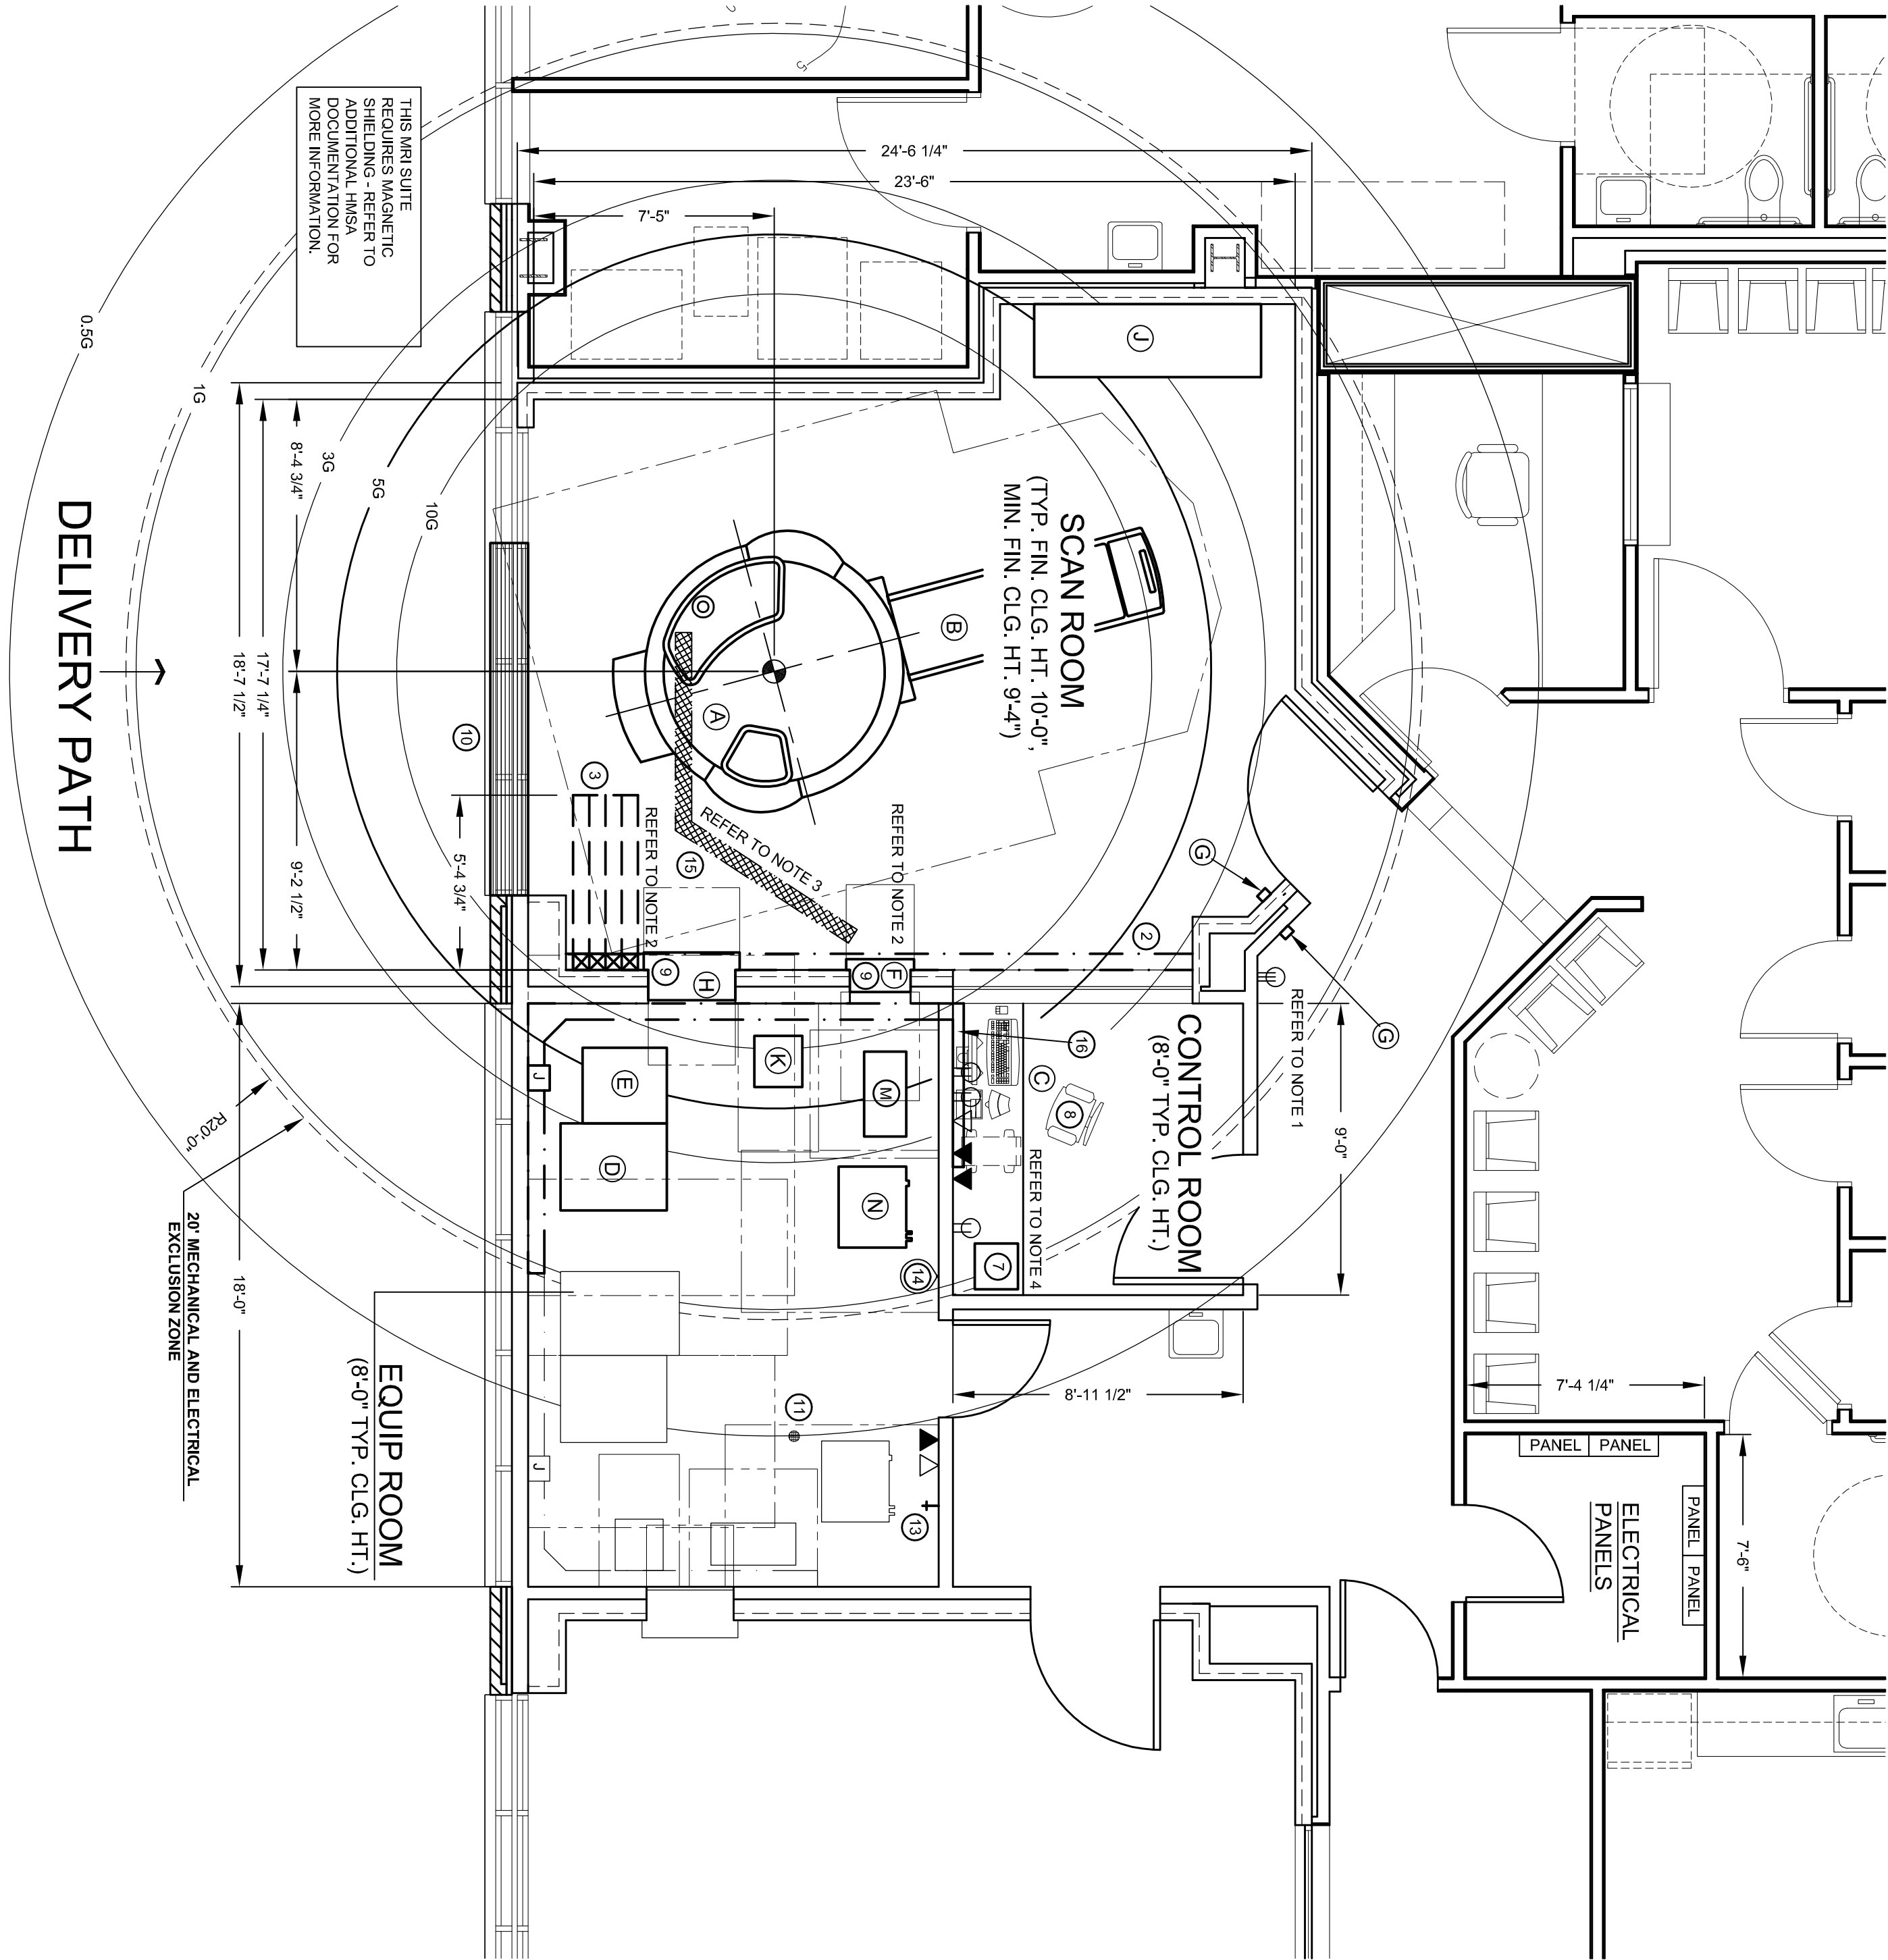 THIS MRI SUITE
REQUIRES MAGNETIC
SHIELDING - REFER TO
ADDITIONAL HMSA
DOCUMENTATION FOR
MORE INFORMATION.
24'-6 1/4"
23'-6"
7'-5"
J
0.5G
1G
3G
5G
10G
8'-4 3/4"
17'-7 1/4"
18'-7 1/2"
9'-2 1/2"
5'-4 3/4"
DELIVERY PATH
SCAN ROOM
(TYP. FIN. CLG. HT. 10'-0",
MIN. FIN. CLG. HT. 9'-4")
B
A
10
3
REFER TO NOTE 2
REFER TO NOTE 3
15
REFER TO NOTE 2
G
G
2
9
H
9
F
REFER TO NOTE 1
CONTROL ROOM
(8'-0" TYP. CLG. HT.)
9'-0"
16
C
8
REFER TO NOTE 4
7
K
M
E
J
D
N
14
R20'-0"
20' MECHANICAL AND ELECTRICAL
EXCLUSION ZONE
18'-0"
EQUIP ROOM
(8'-0" TYP. CLG. HT.)
8'-11 1/2"
11
13
J
7'-4 1/4"
PANEL
PANEL
PANEL
PANEL
ELECTRICAL
PANELS
7'-6"